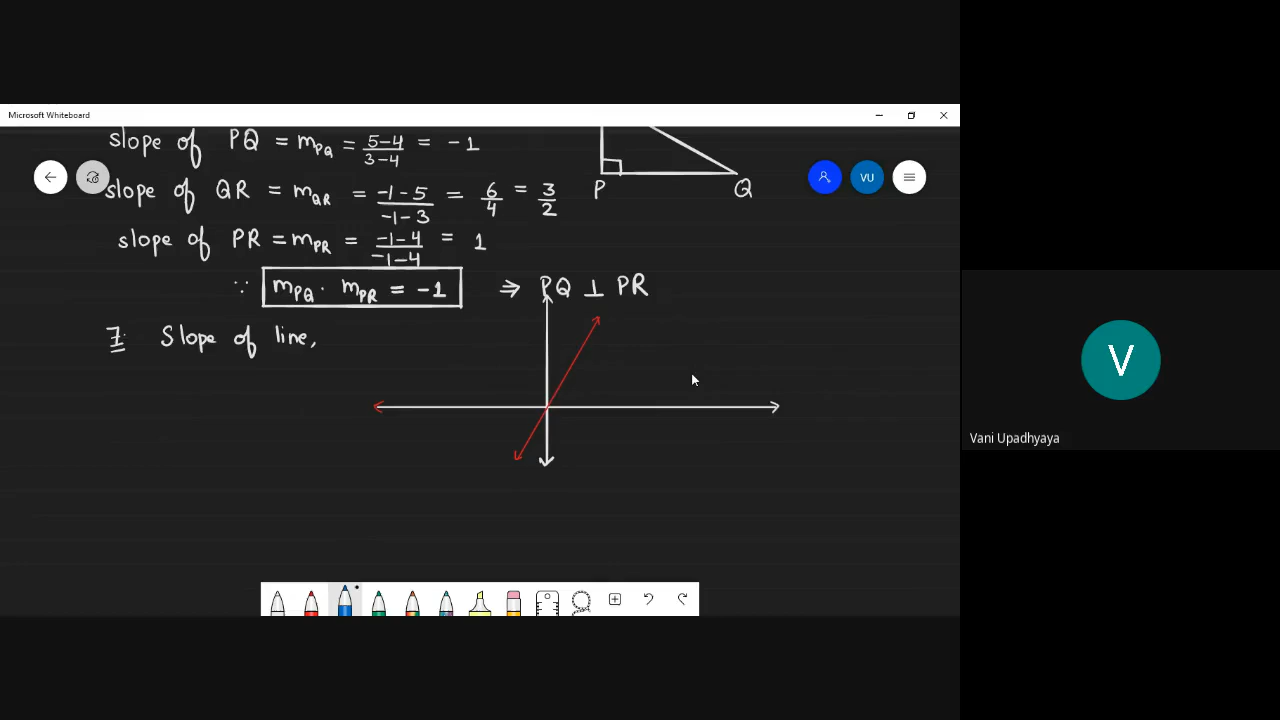 Microsoft Whiteboard
slope of PQ = m_PQ = (5-4)/(3-4) = -1
slope of QR = m_QR = (-1-5)/(-1-3) = 6/4 = 3/2
slope of PR = m_PR = (-1-4)/(-1-4) = 1
∵ m_PQ · m_PR = -1 ⇒ PQ ⊥ PR
7. Slope of line,
P Q
VU
V
Vani Upadhyaya